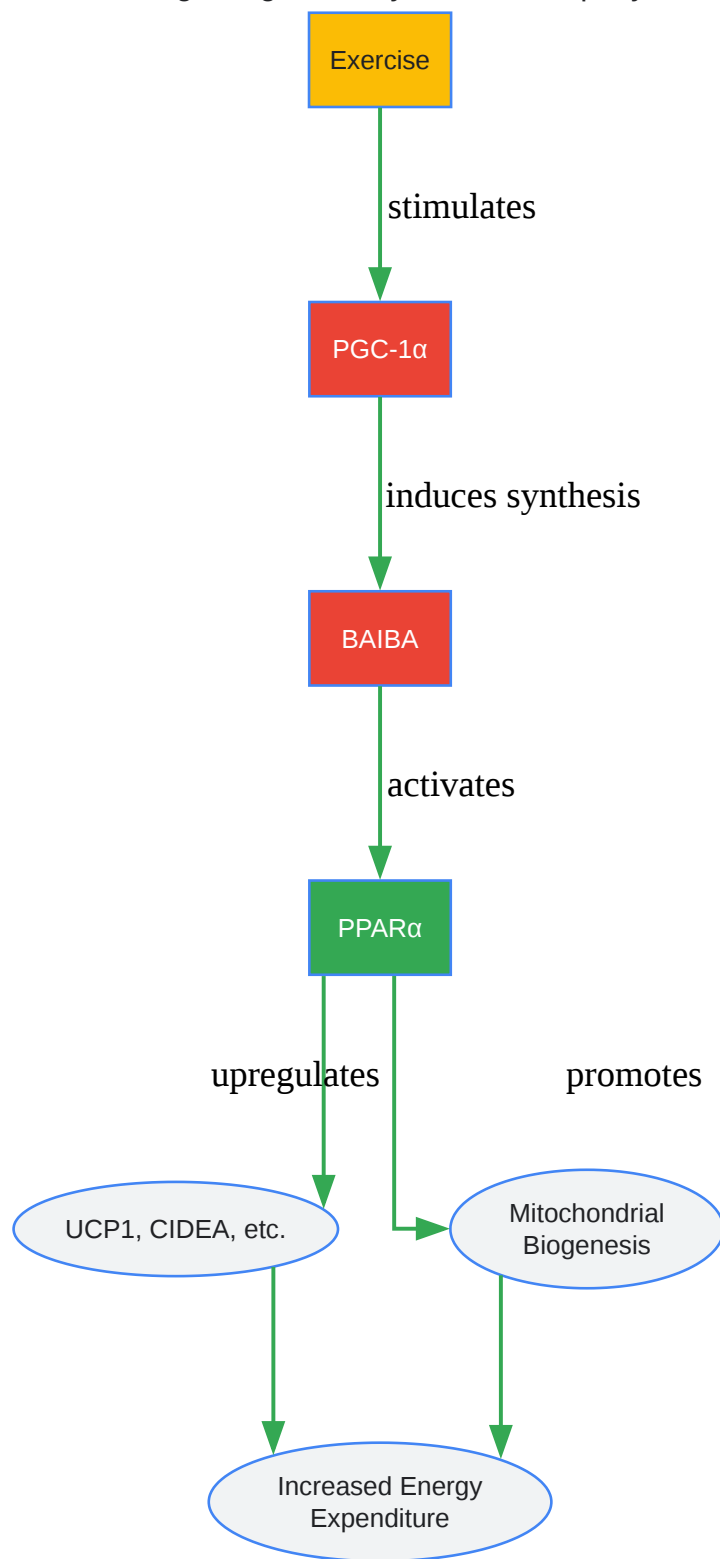 Exercise
stimulates
PGC-1α
induces synthesis
BAIBA
activates
PPARα
upregulates
promotes
UCP1, CIDEA, etc.
Mitochondrial
Biogenesis
Increased Energy
Expenditure